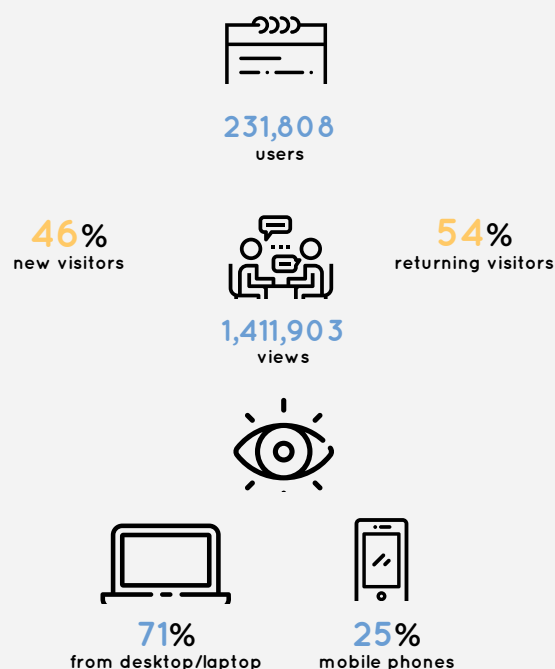 231,808
users
46%
new visitors
54%
returning visitors
1,411,903
views
71%
from desktop/laptop
25%
mobile phones